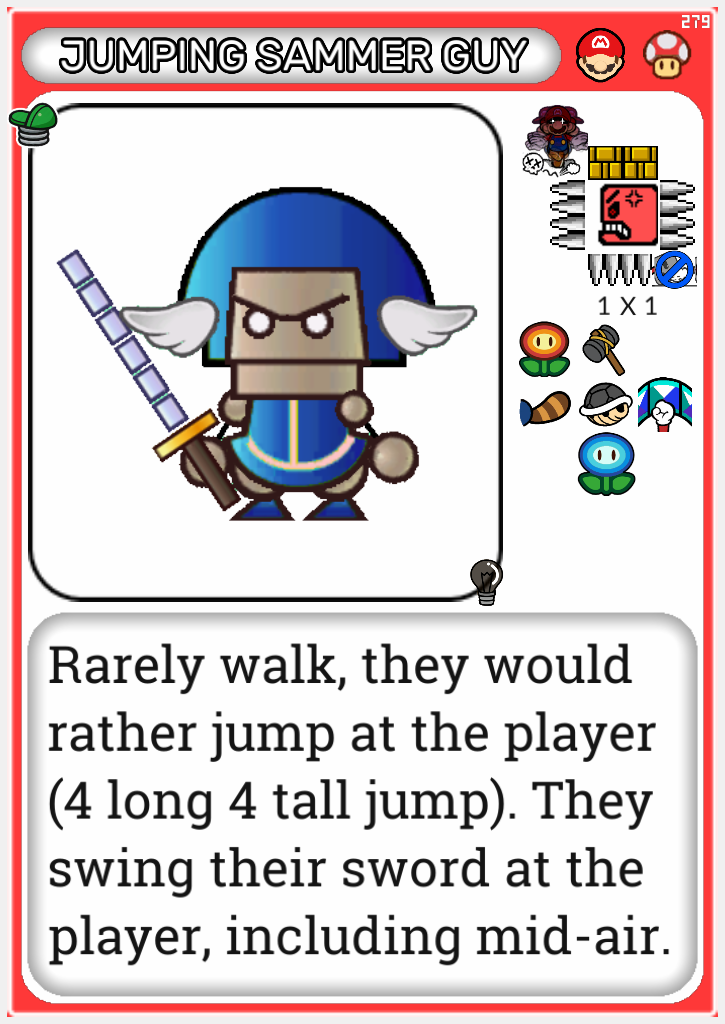 279
JUMPING SAMMER GUY
M
1 X 1
Rarely walk, they would
rather jump at the player
(4 long 4 tall jump). They
swing their sword at the
player, including mid-air.